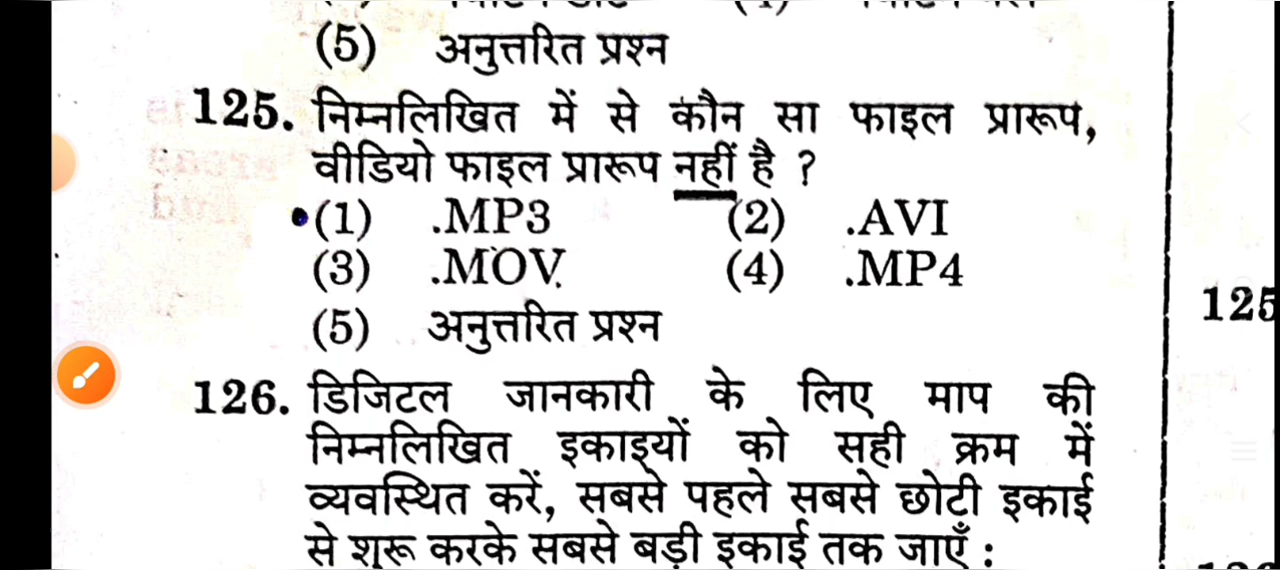 (5) अनुत्तरित प्रश्न
125. निम्नलिखित में से कौन सा फाइल प्रारूप,
वीडियो फाइल प्रारूप नहीं है ?
(1) .MP3 (2) .AVI
(3) .MOV (4) .MP4
(5) अनुत्तरित प्रश्न
126. डिजिटल जानकारी के लिए माप की
निम्नलिखित इकाइयों को सही क्रम में
व्यवस्थित करें, सबसे पहले सबसे छोटी इकाई
से शुरू करके सबसे बड़ी इकाई तक जाएँ :
125